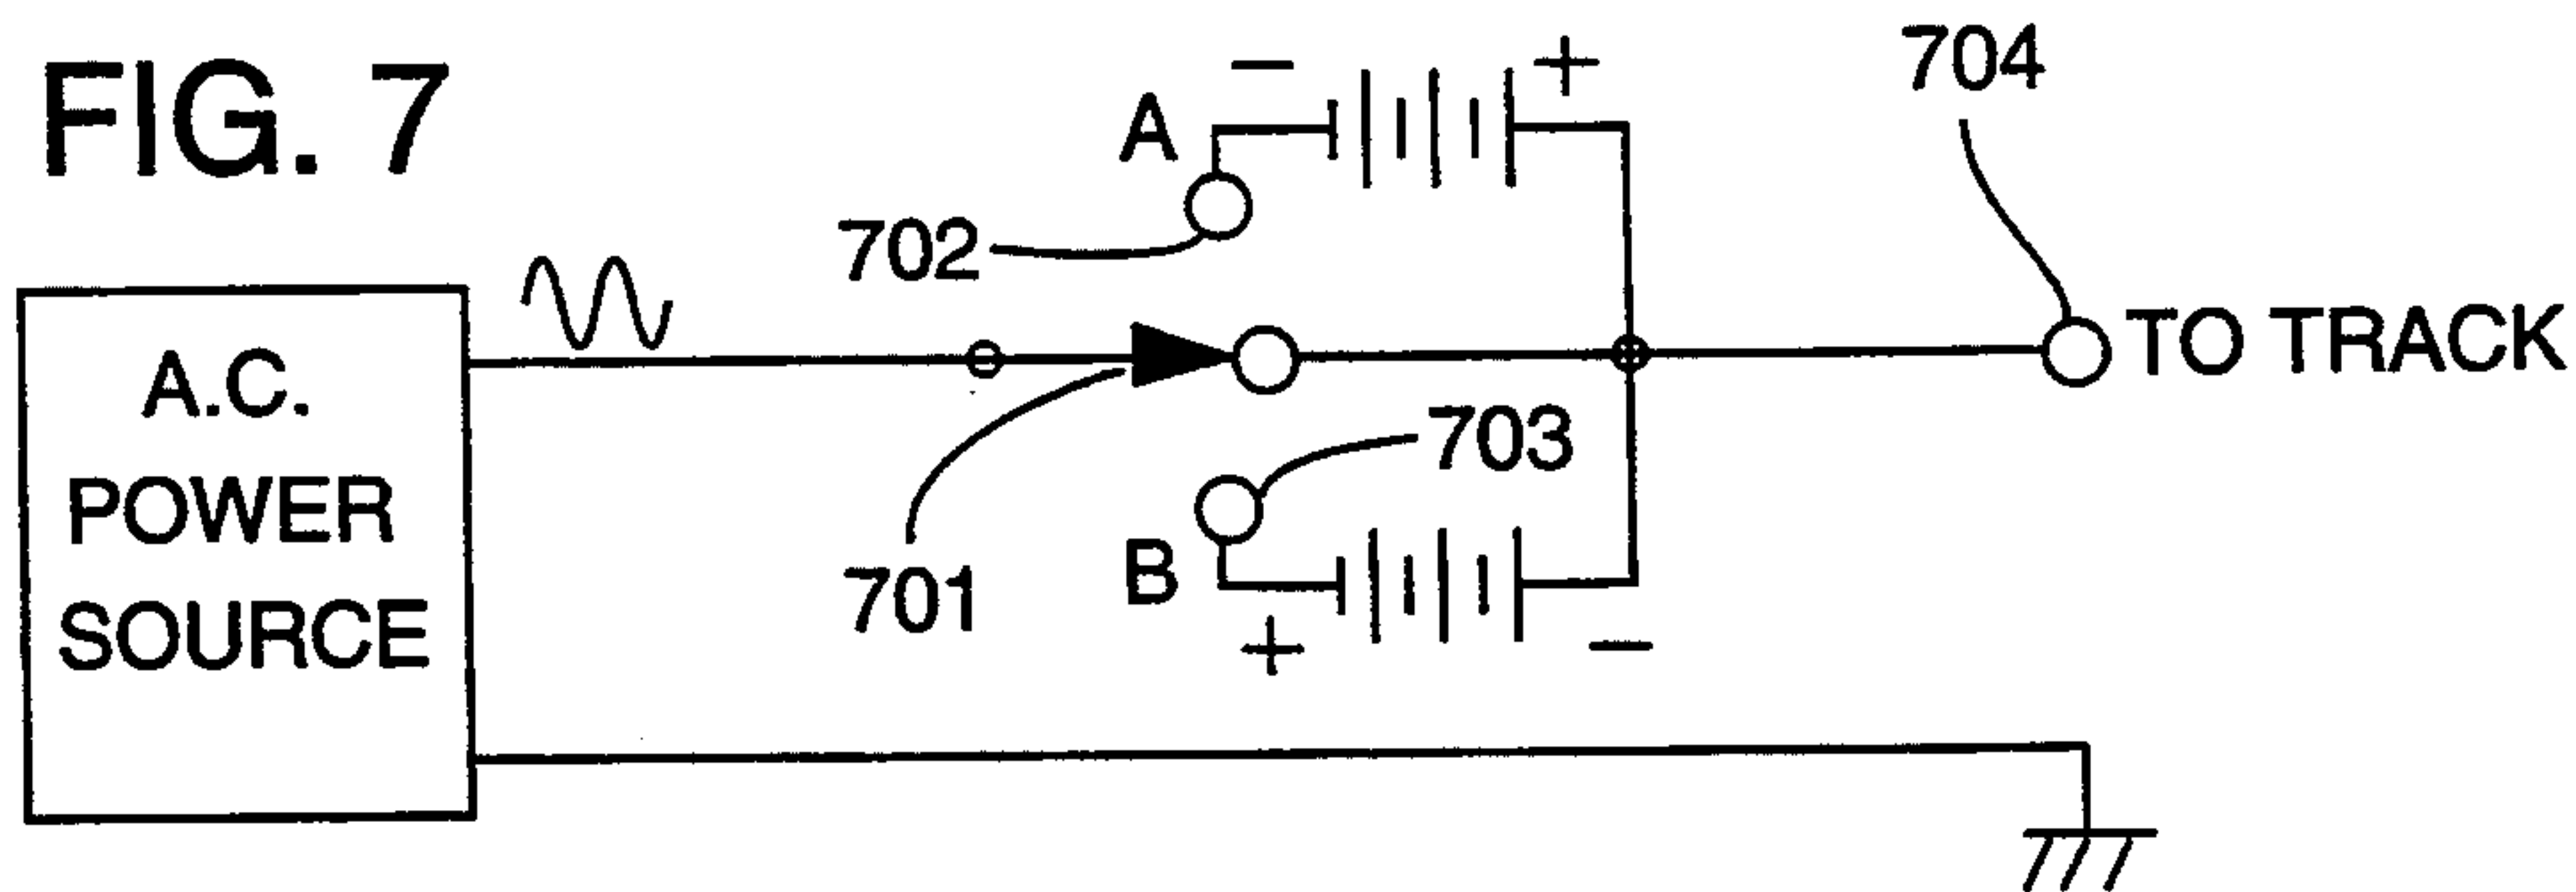 FIG. 7
704
− +
A
702
A.C.
POWER
SOURCE
TO TRACK
703
701
B
+ −